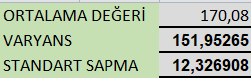 ORTALAMA DEĞERİ 170,08
VARYANS 151,95265
STANDART SAPMA 12,326908